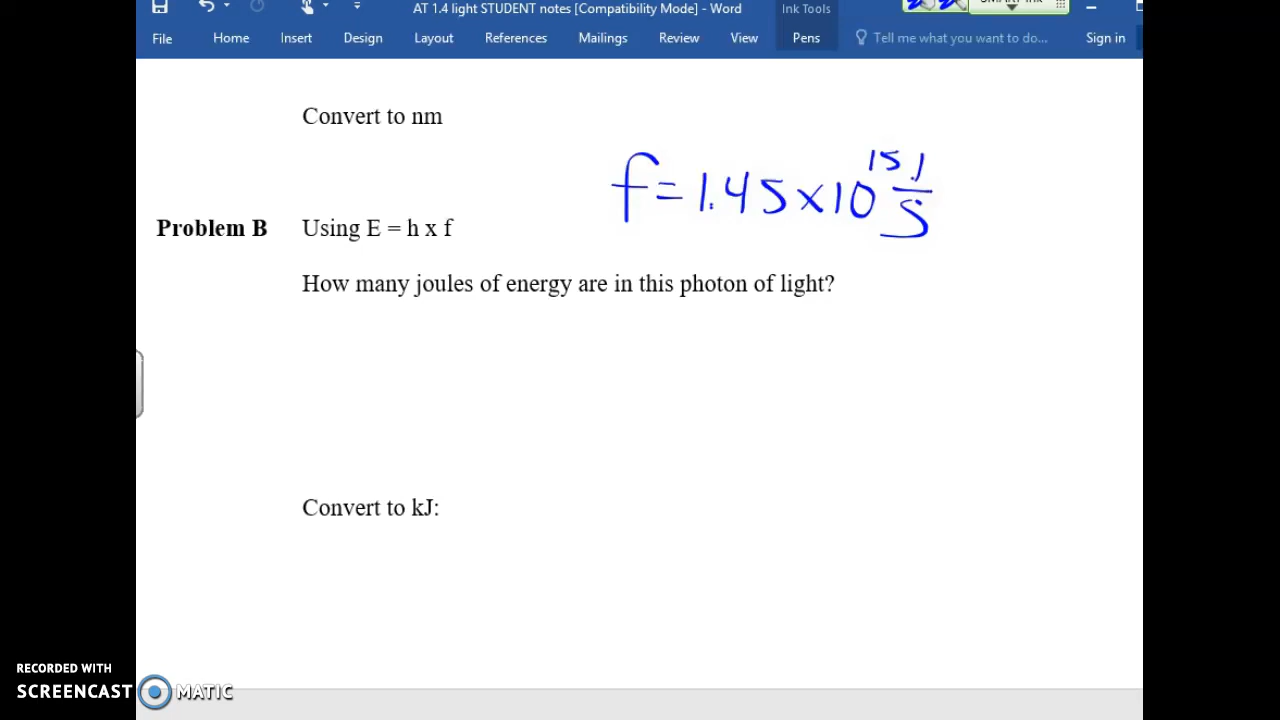 AT 1.4 light STUDENT notes [Compatibility Mode] - Word
Ink Tools
File Home Insert Design Layout References Mailings Review View Pens Tell me what you want to do... Sign in
Convert to nm
f = 1.45 x 10^15 1/s
Problem B Using E = h x f
How many joules of energy are in this photon of light?
Convert to kJ:
RECORDED WITH
SCREENCAST MATIC